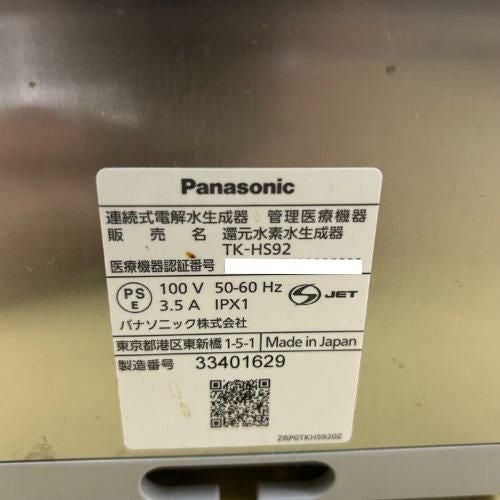 Panasonic
連続式電解水生成器 管理医療機器
販売名 還元水素水生成器
TK-HS92
医療機器認証番号
PS E 100 V 50-60 Hz
3.5 A IPX1
JET
パナソニック株式会社
東京都港区東新橋1-5-1 Made in Japan
製造番号 33401629
ZRP0TKHS920Z